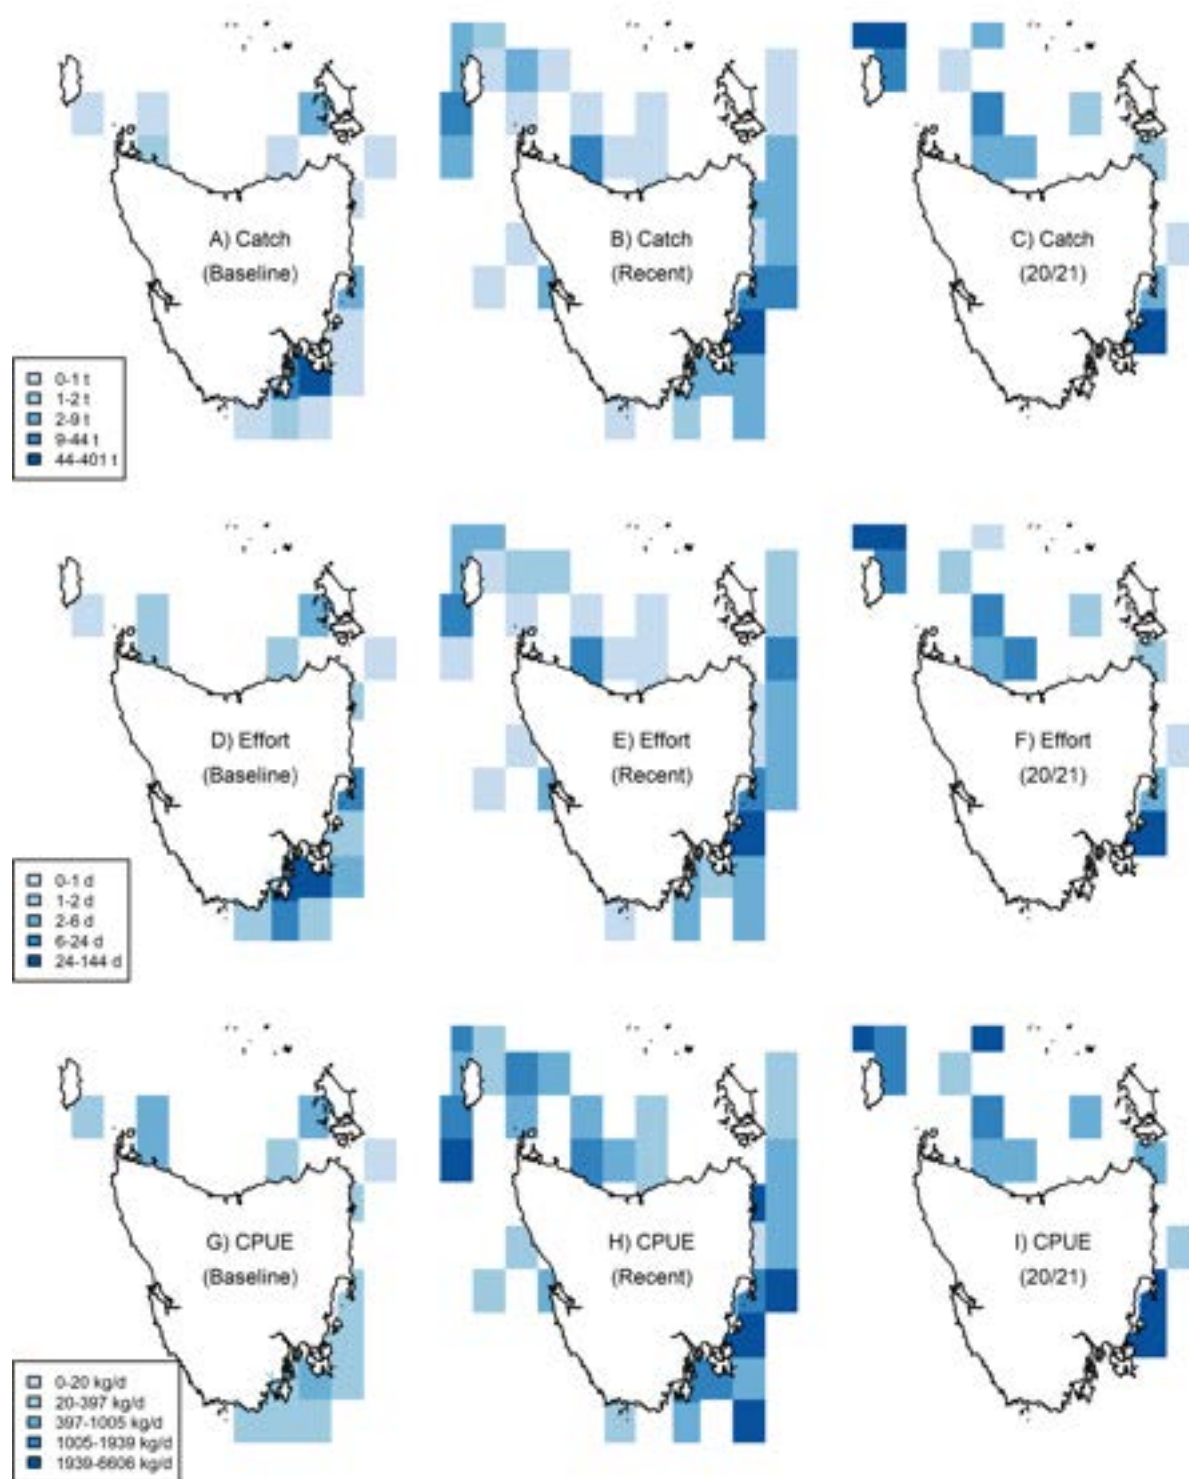 A) Catch
(Baseline)
B) Catch
(Recent)
C) Catch
(20/21)
0-1 t
1-2 t
2-9 t
9-44 t
44-401 t
D) Effort
(Baseline)
E) Effort
(Recent)
F) Effort
(20/21)
0-1 d
1-2 d
2-6 d
6-24 d
24-144 d
G) CPUE
(Baseline)
H) CPUE
(Recent)
I) CPUE
(20/21)
0-20 kg/d
20-397 kg/d
397-1005 kg/d
1005-1939 kg/d
1939-6606 kg/d